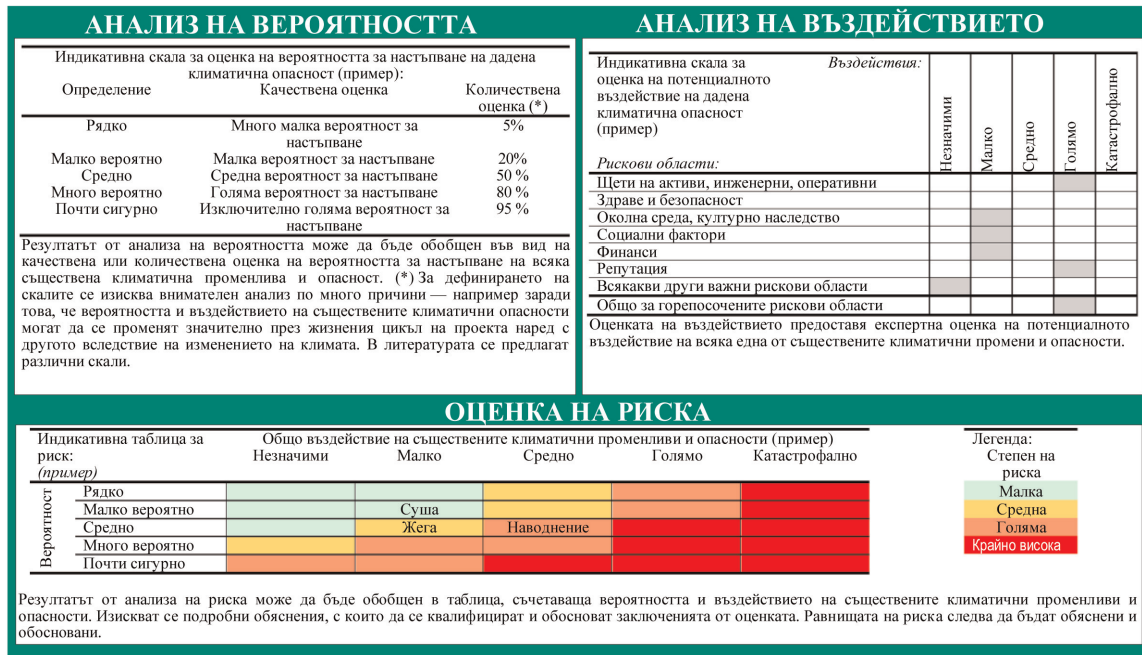 АНАЛИЗ НА ВЕРОЯТНОСТТА
Индикативна скала за оценка на вероятността за настъпване на дадена
климатична опасност (пример):
Определение Качествена оценка Количествена
оценка (*)
Рядко Много малка вероятност за 5%
настъпване
Малко вероятно Малка вероятност за настъпване 20%
Средно Средна вероятност за настъпване 50 %
Много вероятно Голяма вероятност за настъпване 80 %
Почти сигурно Изключително голяма вероятност за 95 %
настъпване
Резултатът от анализа на вероятността може да бъде обобщен във вид на
качествена или количествена оценка на вероятността за настъпване на всяка
съществена климатична променлива и опасност. (*) За дефинирането на
скалите се изисква внимателен анализ по много причини — например заради
това, че вероятността и въздействието на съществените климатични опасности
могат да се променят значително през жизнения цикъл на проекта наред с
другото вследствие на изменението на климата. В литературата се предлагат
различни скали.
АНАЛИЗ НА ВЪЗДЕЙСТВИЕТО
Индикативна скала за Въздействия:
оценка на потенциалното
въздействие на дадена
климатична опасност
(пример)
Рискови области:
Незначими
Малко
Средно
Голямо
Катастрофално
Щети на активи, инженерни, оперативни
Здраве и безопасност
Околна среда, културно наследство
Социални фактори
Финанси
Репутация
Всякакви други важни рискови области
Общо за горепосочените рискови области
Оценката на въздействието предоставя експертна оценка на потенциалното
въздействие на всяка една от съществените климатични промени и опасности.
ОЦЕНКА НА РИСКА
Индикативна таблица за Общо въздействие на съществените климатични променливи и опасности (пример)
риск: Незначими Малко Средно Голямо Катастрофално
(пример)
Вероятност
Рядко
Малко вероятно Суша
Средно Жега Наводнение
Много вероятно
Почти сигурно
Легенда:
Степен на
риска
Малка
Средна
Голяма
Крайно висока
Резултатът от анализа на риска може да бъде обобщен в таблица, съчетаваща вероятността и въздействието на съществените климатични променливи и
опасности. Изискват се подробни обяснения, с които да се квалифицират и обосноват заключенията от оценката. Равнищата на риска следва да бъдат обяснени и
обосновани.